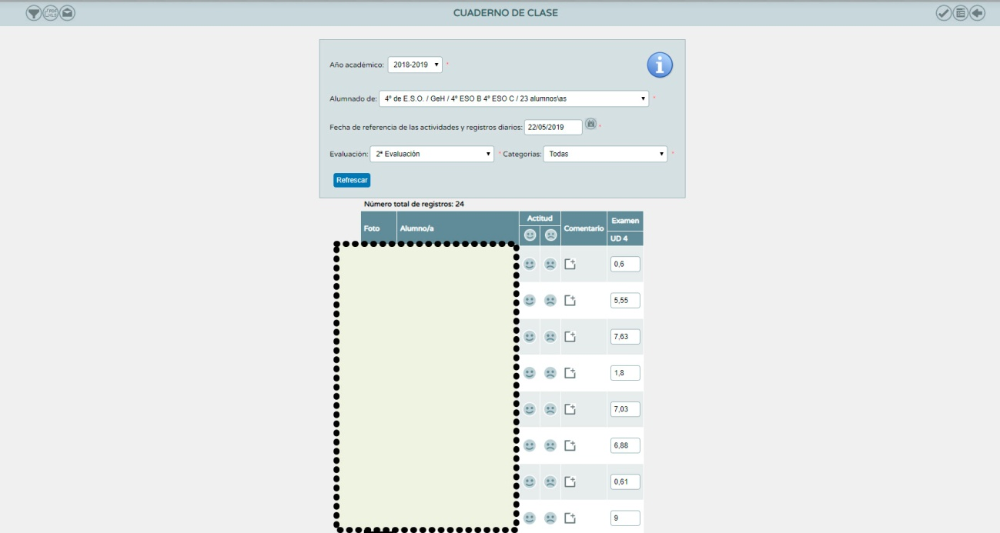 CUADERNO DE CLASE
Año académico: 2018-2019 *
Alumnado de: 4º de E.S.O. / GeH / 4º ESO B 4º ESO C / 23 alumnos\as *
Fecha de referencia de las actividades y registros diarios: 22/05/2019 *
Evaluación: 2ª Evaluación * Categorías: Todas *
Refrescar
Número total de registros: 24
Foto Alumno/a Actitud Comentario Examen
UD 4
0,6
5,55
7,63
1,8
7,03
6,88
0,61
9